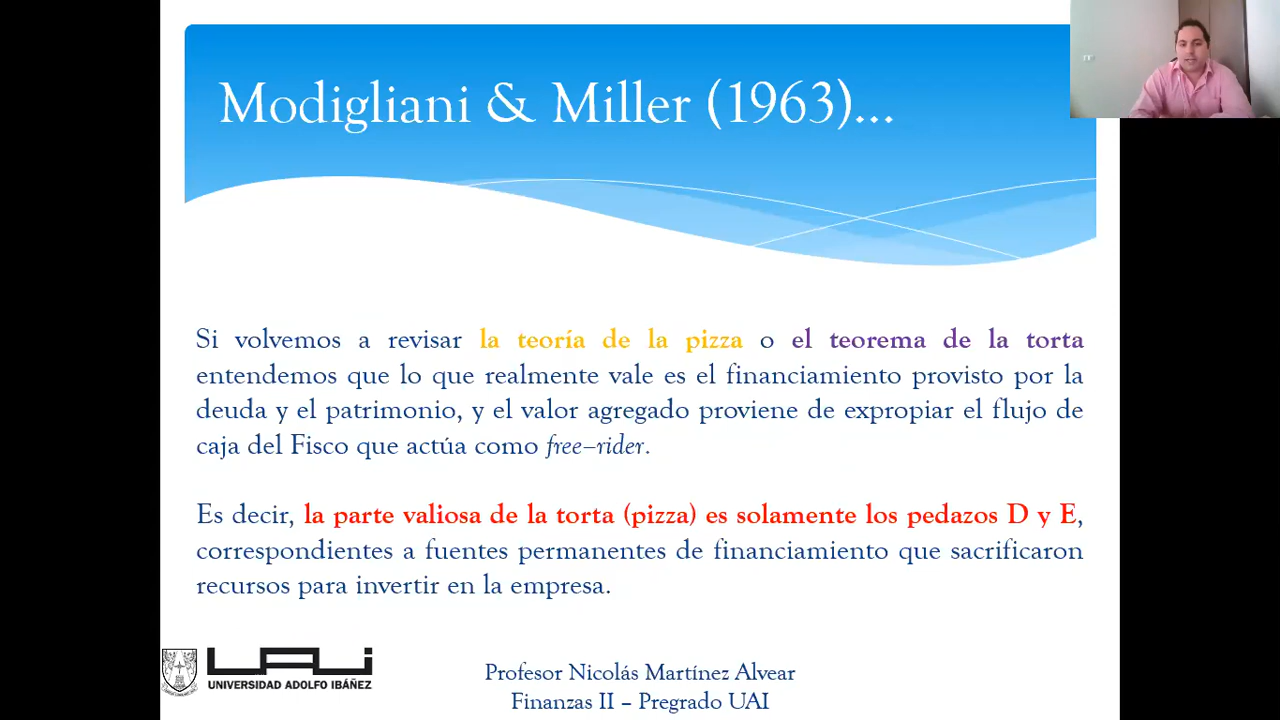 Modigliani & Miller (1963)...
Si volvemos a revisar la teoría de la pizza o el teorema de la torta
entendemos que lo que realmente vale es el financiamiento provisto por la
deuda y el patrimonio, y el valor agregado proviene de expropiar el flujo de
caja del Fisco que actúa como free–rider.
Es decir, la parte valiosa de la torta (pizza) es solamente los pedazos D y E,
correspondientes a fuentes permanentes de financiamiento que sacrificaron
recursos para invertir en la empresa.
UAI
UNIVERSIDAD ADOLFO IBÁÑEZ
Profesor Nicolás Martínez Alvear
Finanzas II – Pregrado UAI